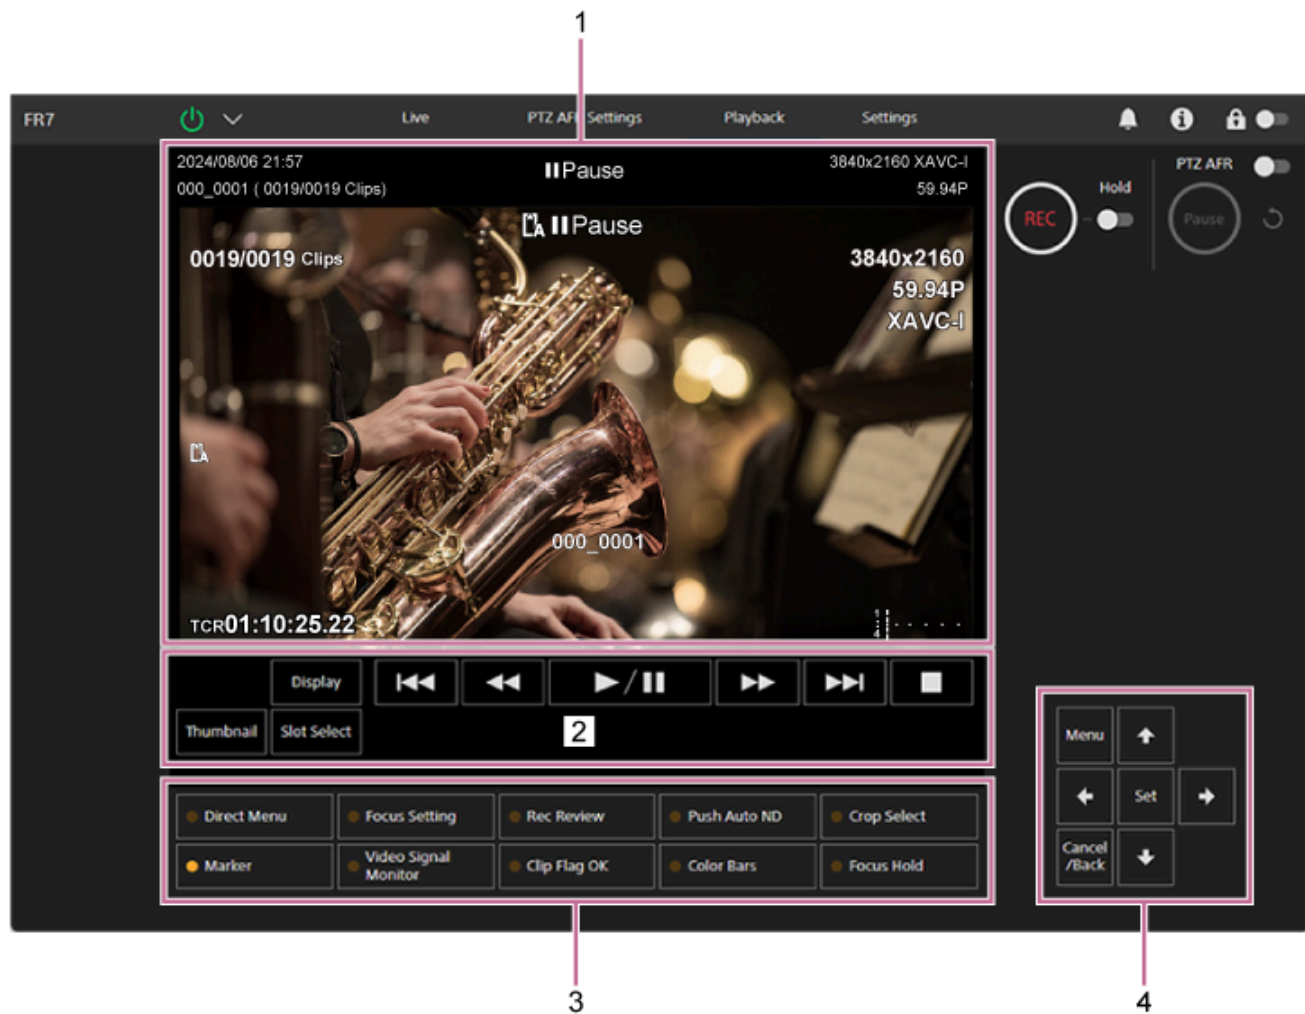 1
FR7
Live
PTZ AFR Settings
Playback
Settings
2024/08/06 21:57
Pause
3840x2160 XAVC-I
000_0001 ( 0019/0019 Clips)
59.94P
PTZ AFR
Hold
REC
Pause
A Pause
0019/0019 Clips
3840x2160
59.94P
XAVC-I
A
000_0001
TCR01:10:25.22
Display
Thumbnail
Slot Select
2
Menu
Set
Cancel
/Back
Direct Menu
Focus Setting
Rec Review
Push Auto ND
Crop Select
Marker
Video Signal
Monitor
Clip Flag OK
Color Bars
Focus Hold
3
4